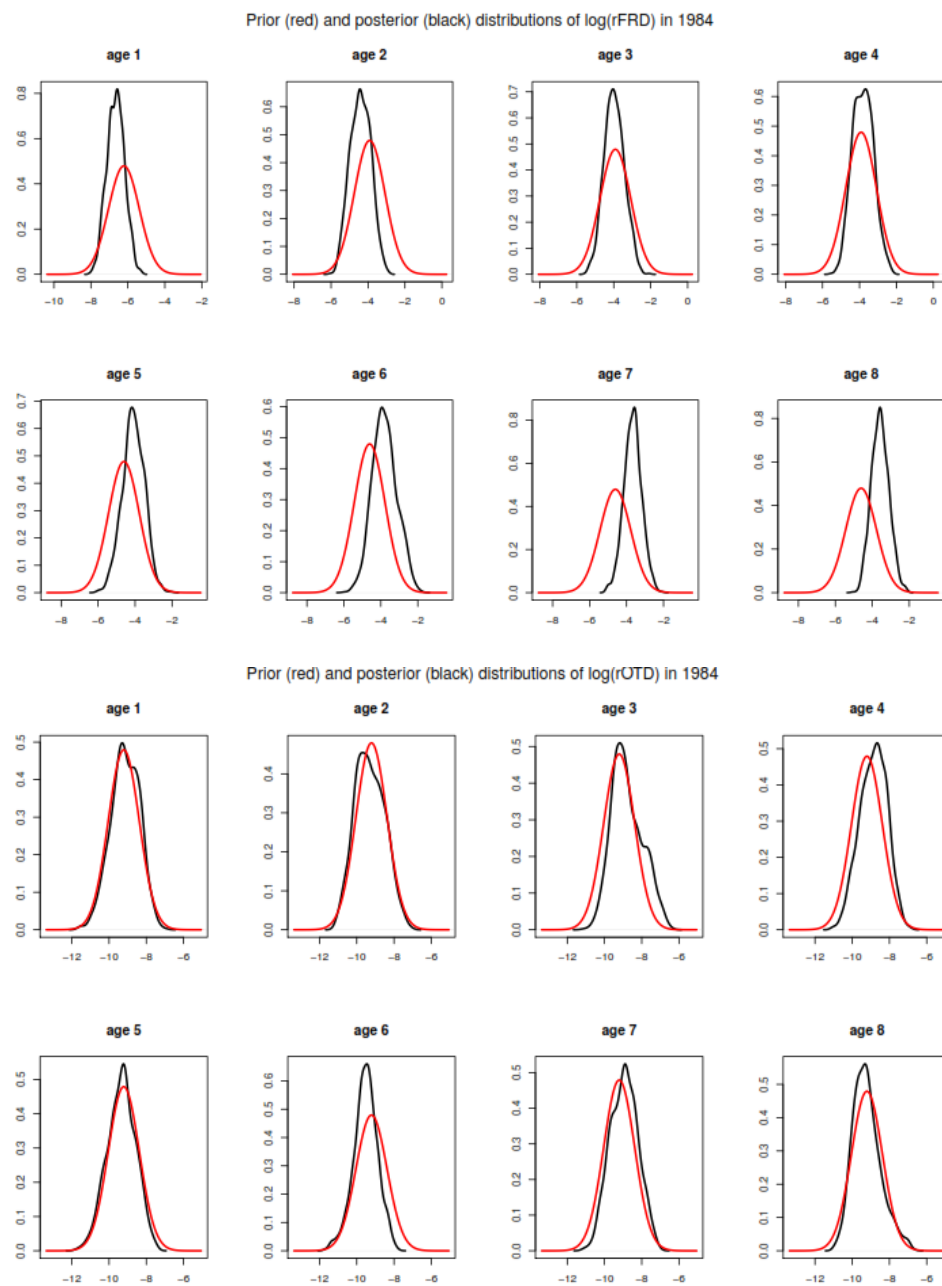 Prior (red) and posterior (black) distributions of log(rFRD) in 1984
age 1
0.0 0.2 0.4 0.6 0.8
−10 −8 −6 −4 −2
age 2
0.0 0.1 0.2 0.3 0.4 0.5 0.6
−8 −6 −4 −2 0
age 3
0.0 0.1 0.2 0.3 0.4 0.5 0.6 0.7
−8 −6 −4 −2 0
age 4
0.0 0.1 0.2 0.3 0.4 0.5 0.6
−8 −6 −4 −2 0
age 5
0.0 0.1 0.2 0.3 0.4 0.5 0.6 0.7
−8 −6 −4 −2
age 6
0.0 0.1 0.2 0.3 0.4 0.5 0.6
−8 −6 −4 −2
age 7
0.0 0.2 0.4 0.6 0.8
−8 −6 −4 −2
age 8
0.0 0.2 0.4 0.6 0.8
−8 −6 −4 −2
Prior (red) and posterior (black) distributions of log(rOTD) in 1984
age 1
0.0 0.1 0.2 0.3 0.4 0.5
−12 −10 −8 −6
age 2
0.0 0.1 0.2 0.3 0.4
−12 −10 −8 −6
age 3
0.0 0.1 0.2 0.3 0.4 0.5
−12 −10 −8 −6
age 4
0.0 0.1 0.2 0.3 0.4 0.5
−12 −10 −8 −6
age 5
0.0 0.1 0.2 0.3 0.4 0.5
−12 −10 −8 −6
age 6
0.0 0.1 0.2 0.3 0.4 0.5 0.6
−12 −10 −8 −6
age 7
0.0 0.1 0.2 0.3 0.4 0.5
−12 −10 −8 −6
age 8
0.0 0.1 0.2 0.3 0.4 0.5
−12 −10 −8 −6